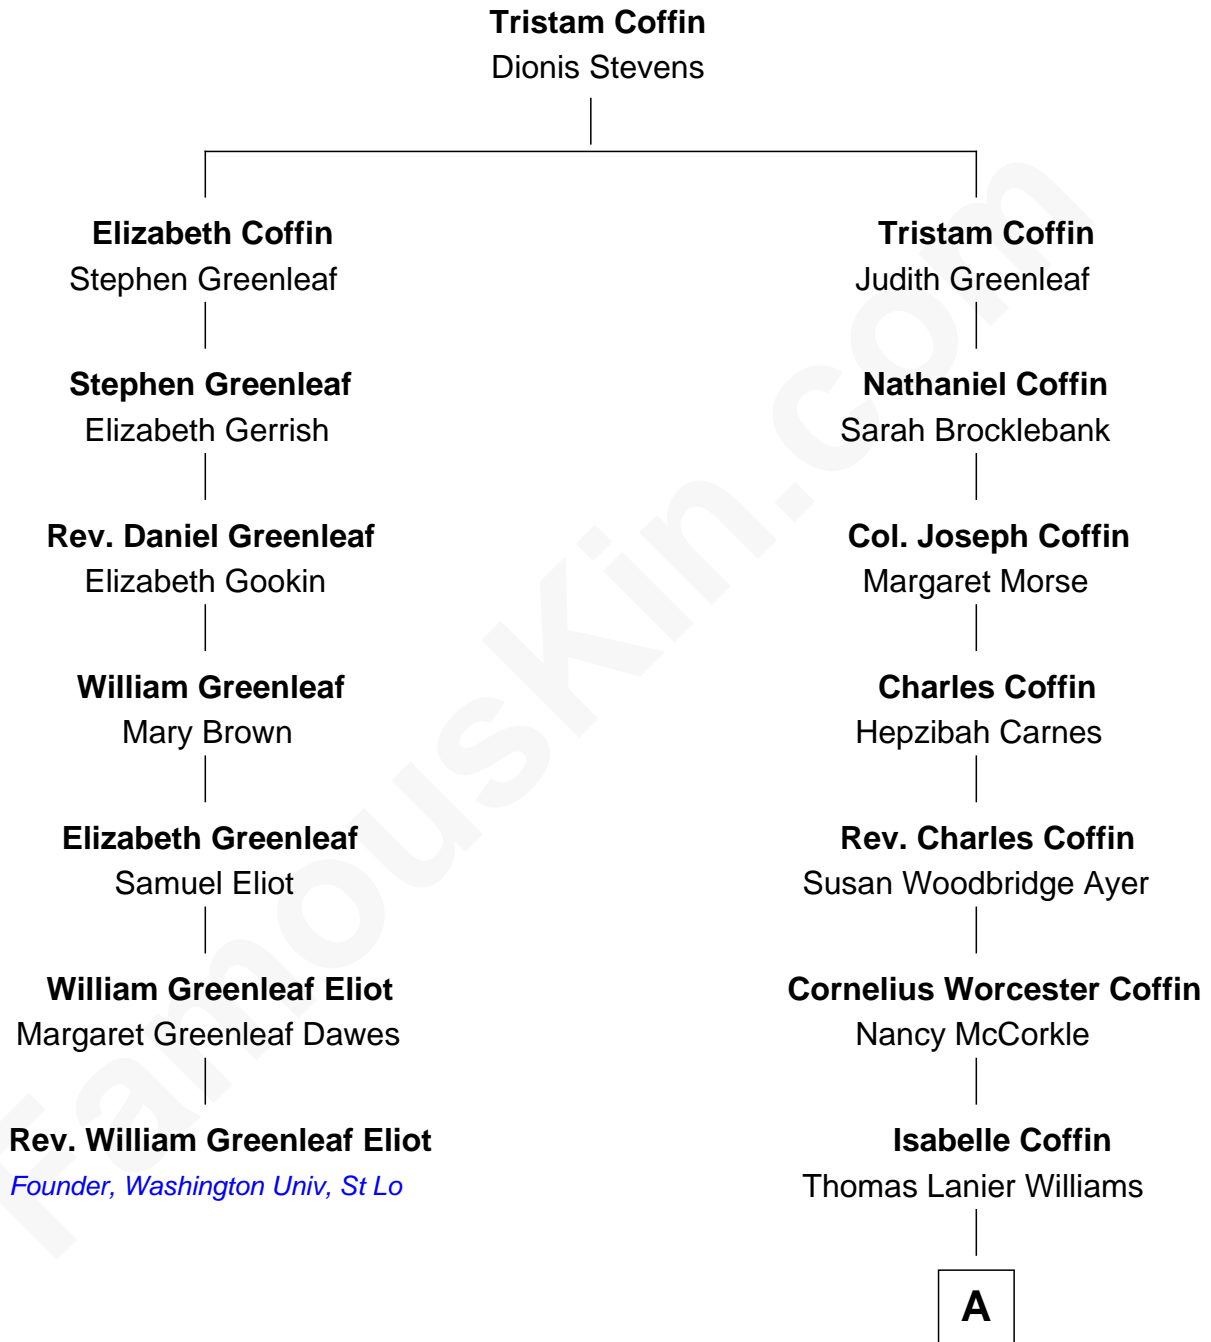 Tristam Coffin
Dionis Stevens
Elizabeth Coffin
Stephen Greenleaf
Tristam Coffin
Judith Greenleaf
Stephen Greenleaf
Elizabeth Gerrish
Nathaniel Coffin
Sarah Brocklebank
Rev. Daniel Greenleaf
Elizabeth Gookin
Col. Joseph Coffin
Margaret Morse
William Greenleaf
Mary Brown
Charles Coffin
Hepzibah Carnes
Elizabeth Greenleaf
Samuel Eliot
Rev. Charles Coffin
Susan Woodbridge Ayer
William Greenleaf Eliot
Margaret Greenleaf Dawes
Cornelius Worcester Coffin
Nancy McCorkle
Rev. William Greenleaf Eliot
Founder, Washington Univ, St Lo
Isabelle Coffin
Thomas Lanier Williams
A
FamousKin.com